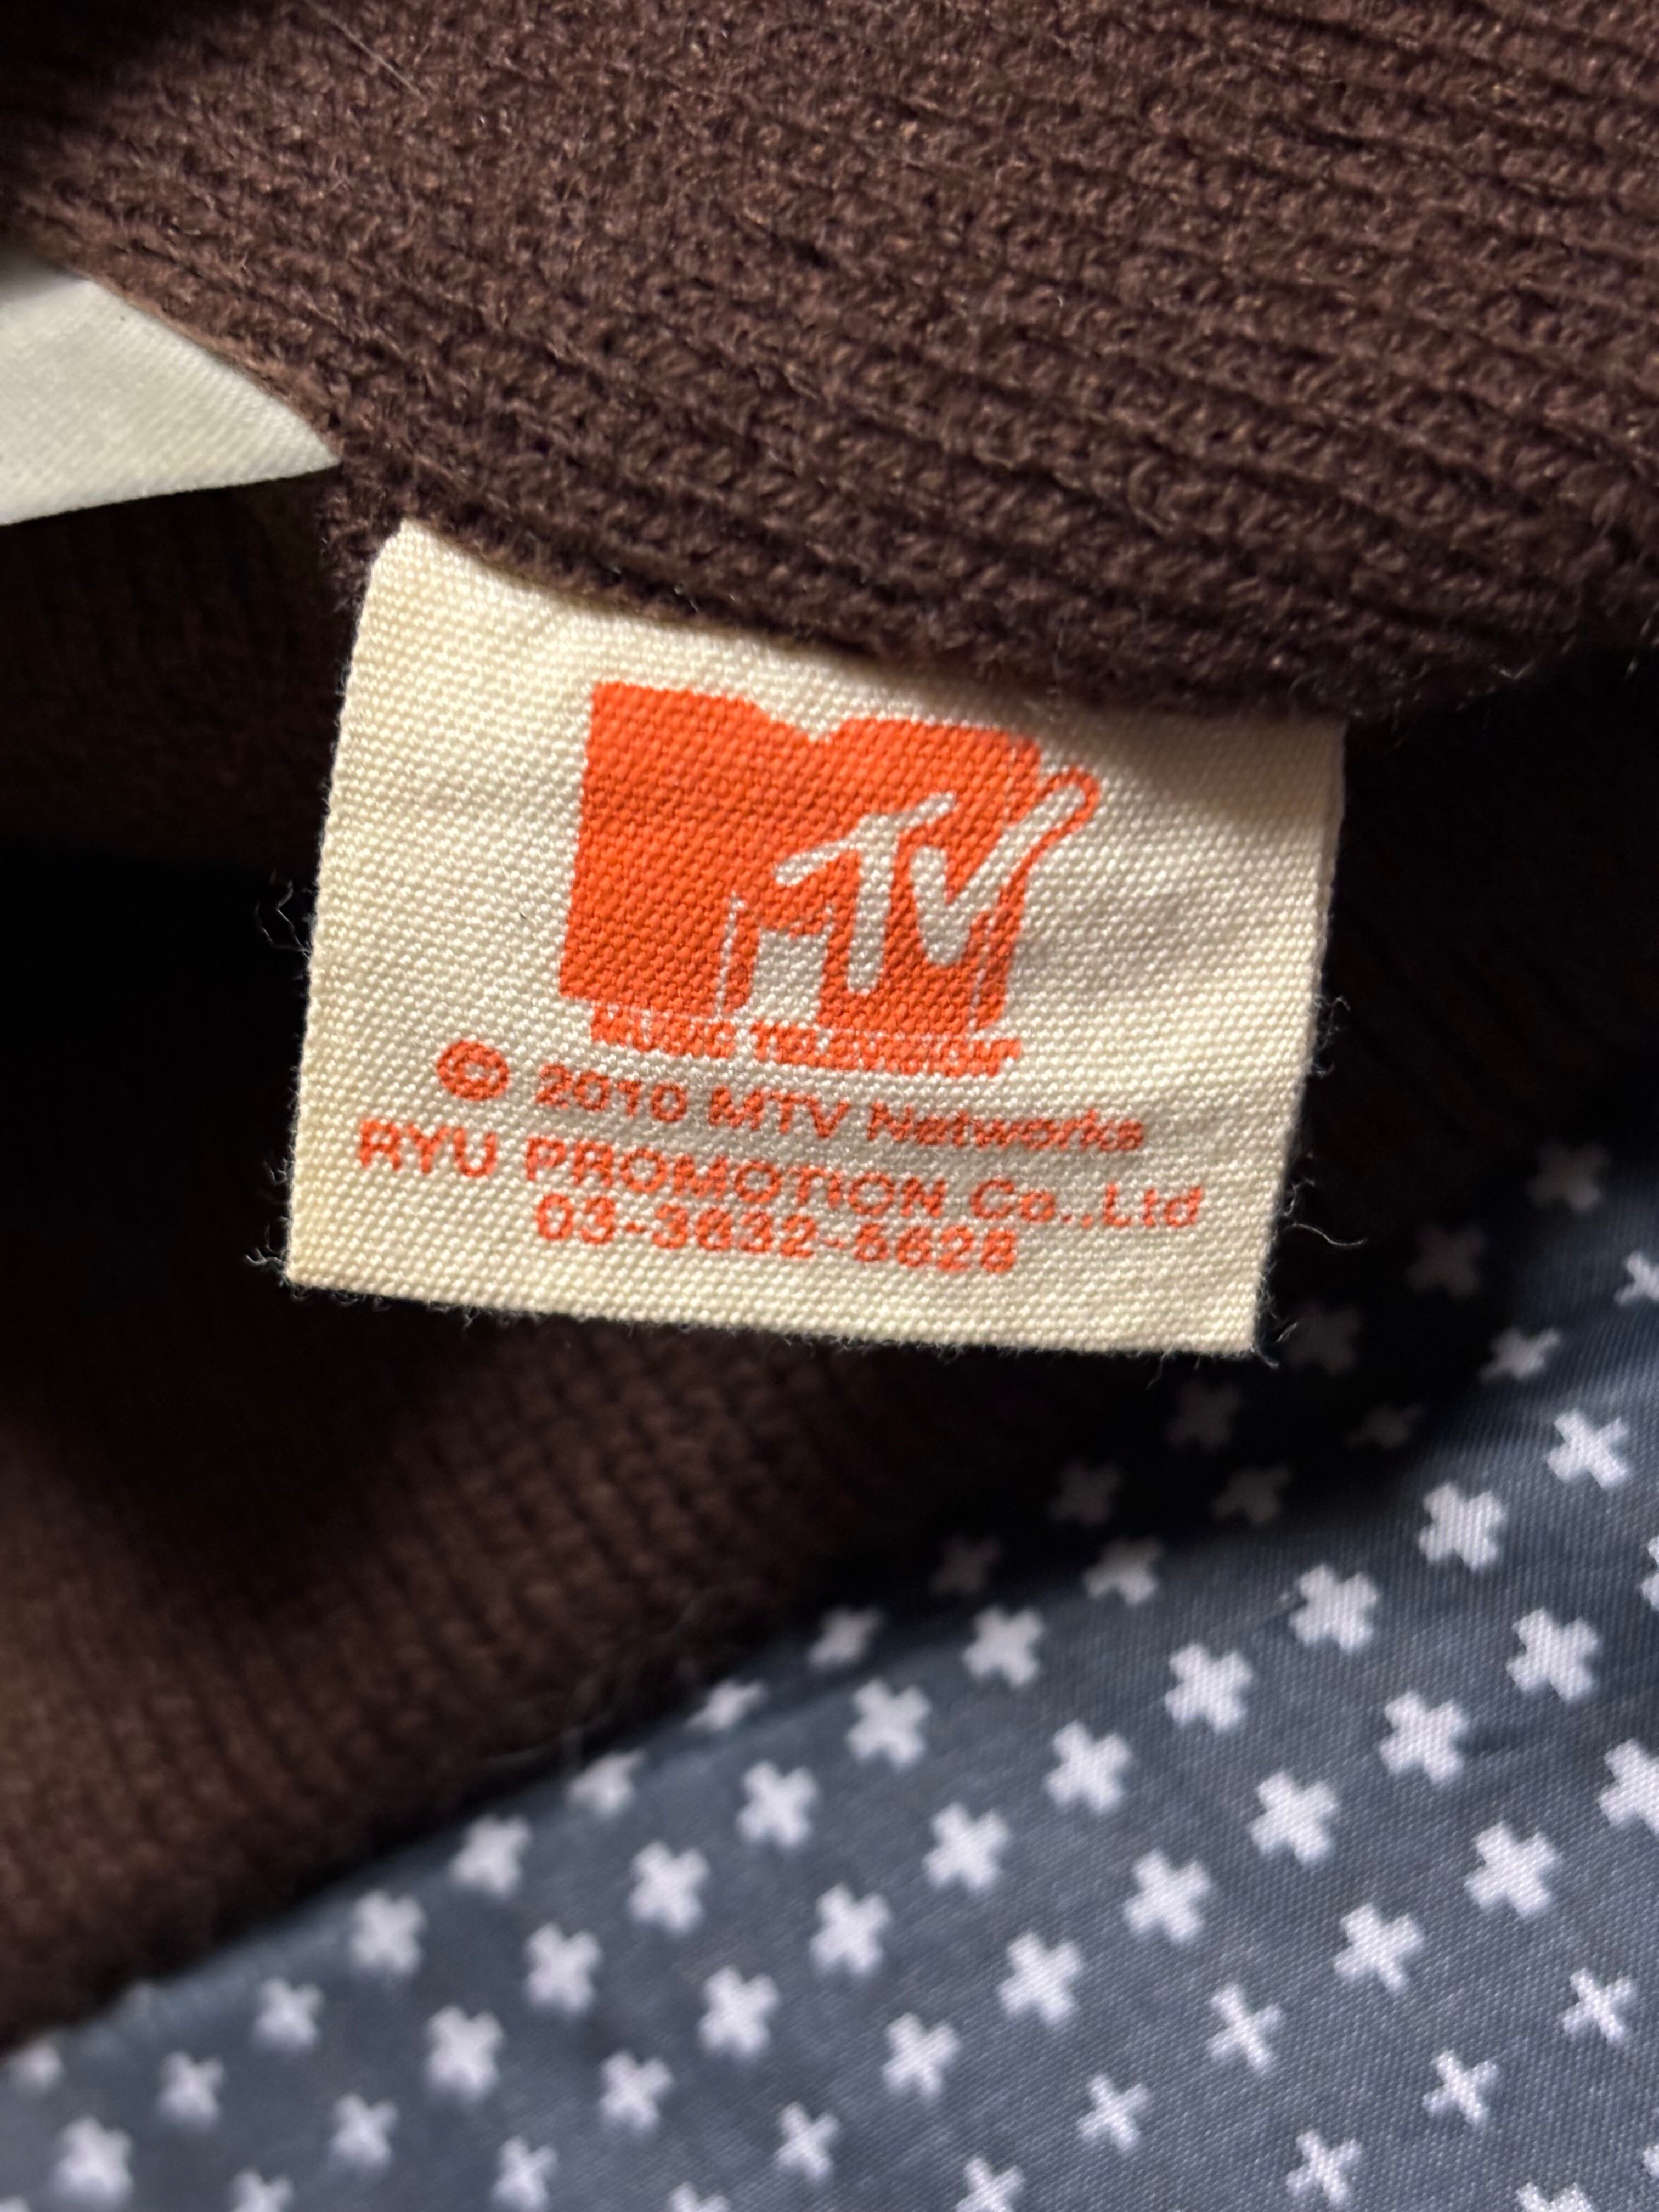 MTV
MUSIC TELEVISION®
© 2010 MTV Networks
RYU PROMOTION Co.,Ltd
03-3832-5628